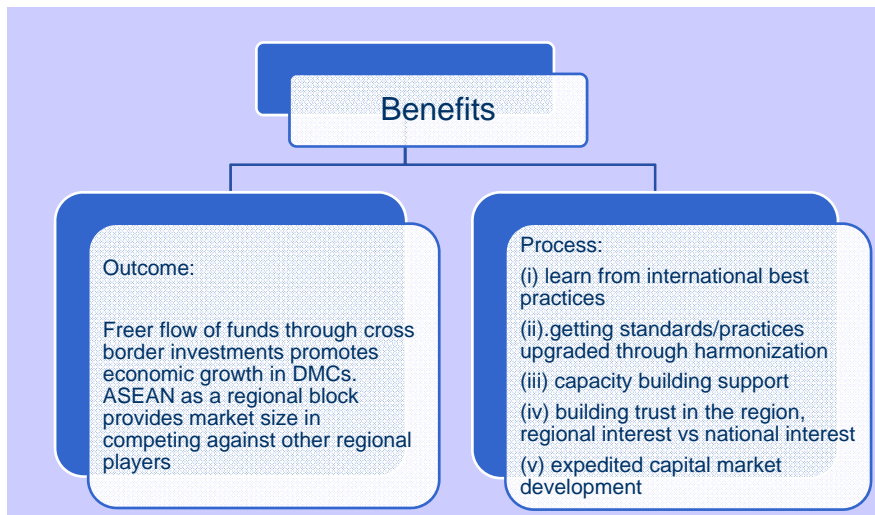 Benefits
Outcome:
Freer flow of funds through cross
border investments promotes
economic growth in DMCs.
ASEAN as a regional block
provides market size in
competing against other regional
players
Process:
(i) learn from international best
practices
(ii).getting standards/practices
upgraded through harmonization
(iii) capacity building support
(iv) building trust in the region,
regional interest vs national interest
(v) expedited capital market
development